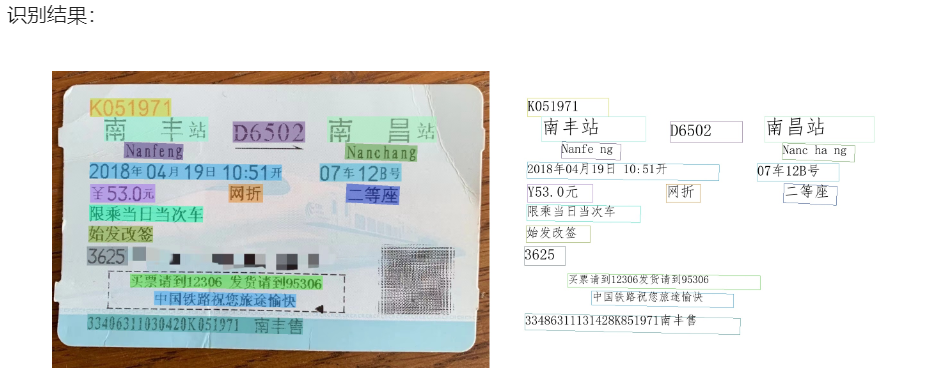 识别结果：
K051971
南丰站 D6502 南昌站
Nanfeng Nanchang
2018年04月19日 10:51开 07车12B号
￥53.0元 网折 二等座
限乘当日当次车
始发改签
3625
买票请到12306 发货请到95306
中国铁路祝您旅途愉快
33406311030420K051971 南丰售
K051971
南丰站 D6502 南昌站
Nanfe ng Nanc ha ng
2018年04月19日 10:51开 07车12B号
Y53.0元 网折 二等座
限乘当日当次车
始发改签
3625
买票请到12306发货请到95306
中国铁路祝您旅途愉快
33486311131428K851971南丰售